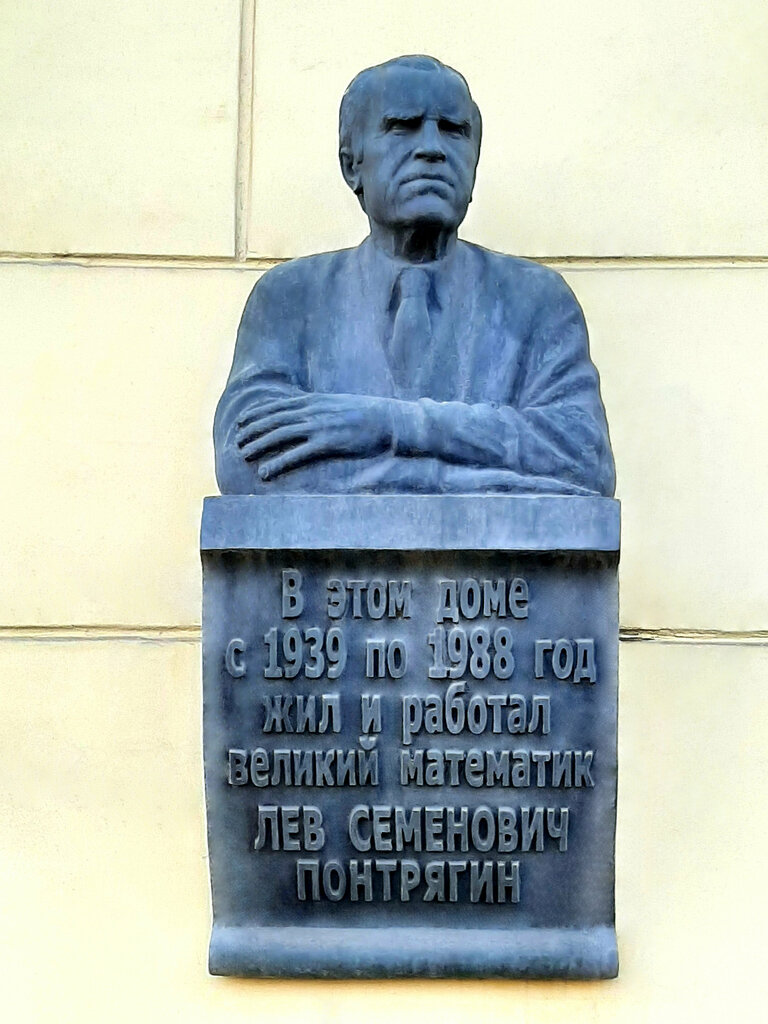 В этом доме
с 1939 по 1988 год
жил и работал
великий математик
ЛЕВ СЕМЕНОВИЧ
ПОНТРЯГИН